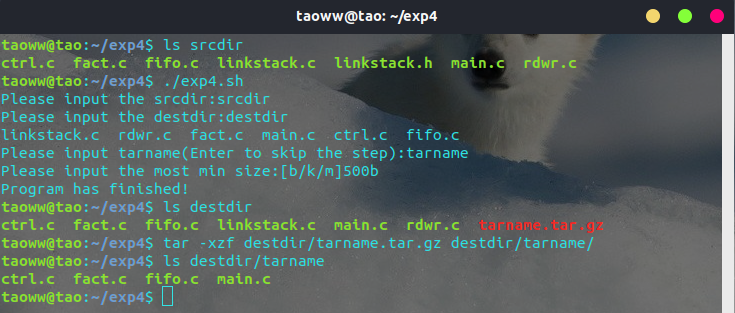 taoww@tao: ~/exp4
taoww@tao:~/exp4$ ls srcdir
ctrl.c  fact.c  fifo.c  linkstack.c  linkstack.h  main.c  rdwr.c
taoww@tao:~/exp4$ ./exp4.sh
Please input the srcdir:srcdir
Please input the destdir:destdir
linkstack.c  rdwr.c  fact.c  main.c  ctrl.c  fifo.c
Please input tarname(Enter to skip the step):tarname
Please input the most min size:[b/k/m]500b
Program has finished!
taoww@tao:~/exp4$ ls destdir
ctrl.c  fact.c  fifo.c  linkstack.c  main.c  rdwr.c  tarname.tar.gz
taoww@tao:~/exp4$ tar -xzf destdir/tarname.tar.gz destdir/tarname/
taoww@tao:~/exp4$ ls destdir/tarname
ctrl.c  fact.c  fifo.c  main.c
taoww@tao:~/exp4$